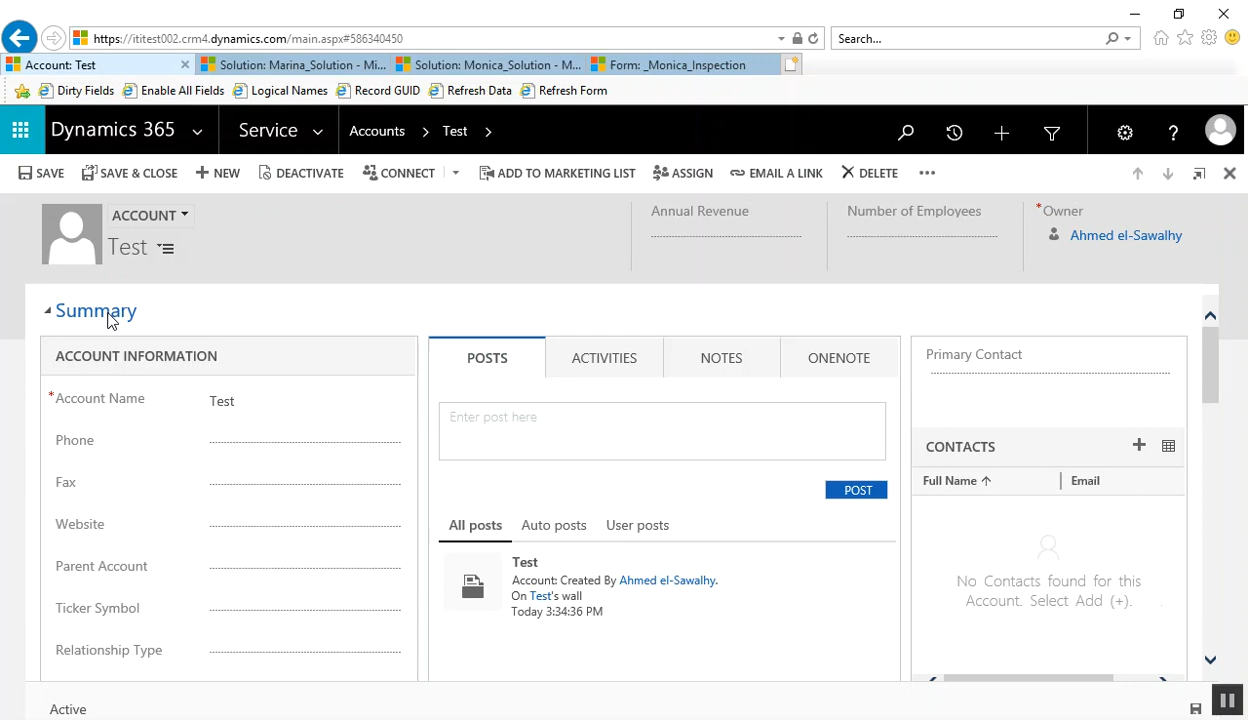 https://ititest002.crm4.dynamics.com/main.aspx#586340450
Search...
Account: Test
Solution: Marina_Solution - Mi...
Solution: Monica_Solution - M...
Form: _Monica_Inspection
Dirty Fields
Enable All Fields
Logical Names
Record GUID
Refresh Data
Refresh Form
Dynamics 365
Service
Accounts > Test >
SAVE
SAVE & CLOSE
+ NEW
DEACTIVATE
CONNECT
ADD TO MARKETING LIST
ASSIGN
EMAIL A LINK
DELETE
...
ACCOUNT
Test
Annual Revenue
Number of Employees
*Owner
Ahmed el-Sawalhy
Summary
ACCOUNT INFORMATION
*Account Name
Test
Phone
Fax
Website
Parent Account
Ticker Symbol
Relationship Type
POSTS
ACTIVITIES
NOTES
ONENOTE
Enter post here
POST
All posts
Auto posts
User posts
Test
Account: Created By Ahmed el-Sawalhy.
On Test's wall
Today 3:34:36 PM
Primary Contact
CONTACTS
Full Name ↑
Email
No Contacts found for this
Account. Select Add (+).
Active